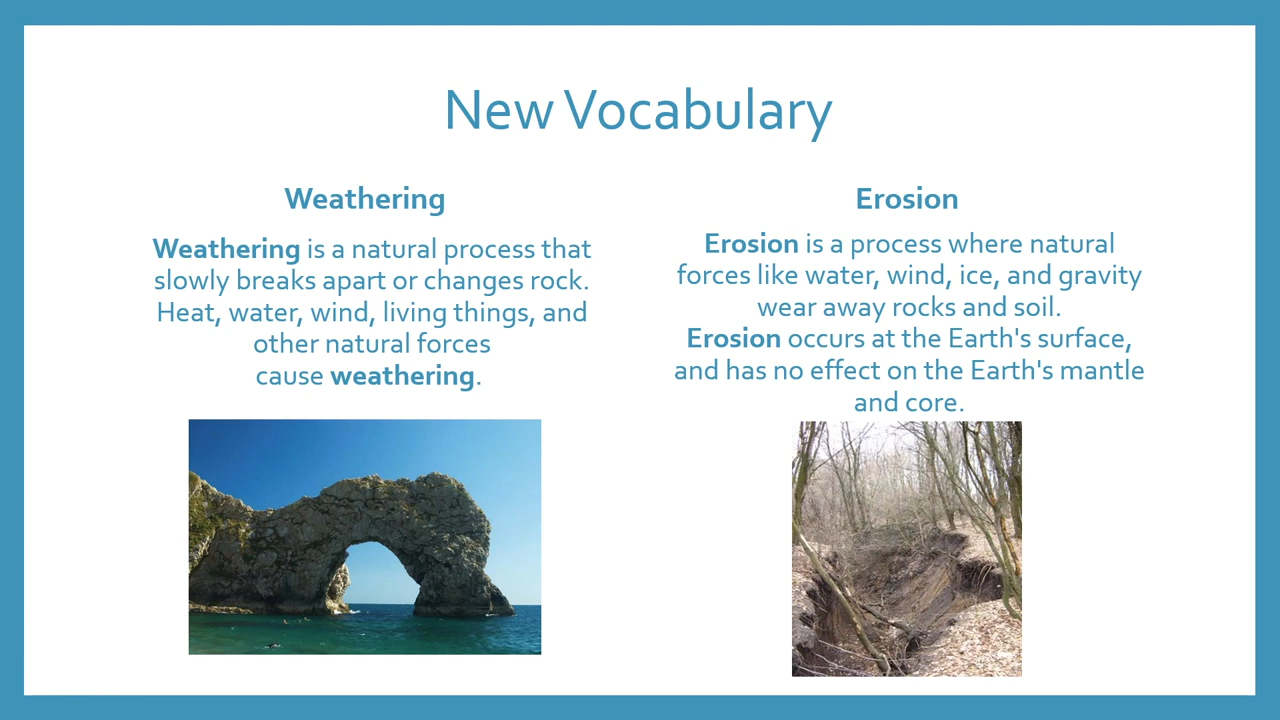 New Vocabulary
Weathering
Weathering is a natural process that
slowly breaks apart or changes rock.
Heat, water, wind, living things, and
other natural forces
cause weathering.
Erosion
Erosion is a process where natural
forces like water, wind, ice, and gravity
wear away rocks and soil.
Erosion occurs at the Earth's surface,
and has no effect on the Earth's mantle
and core.